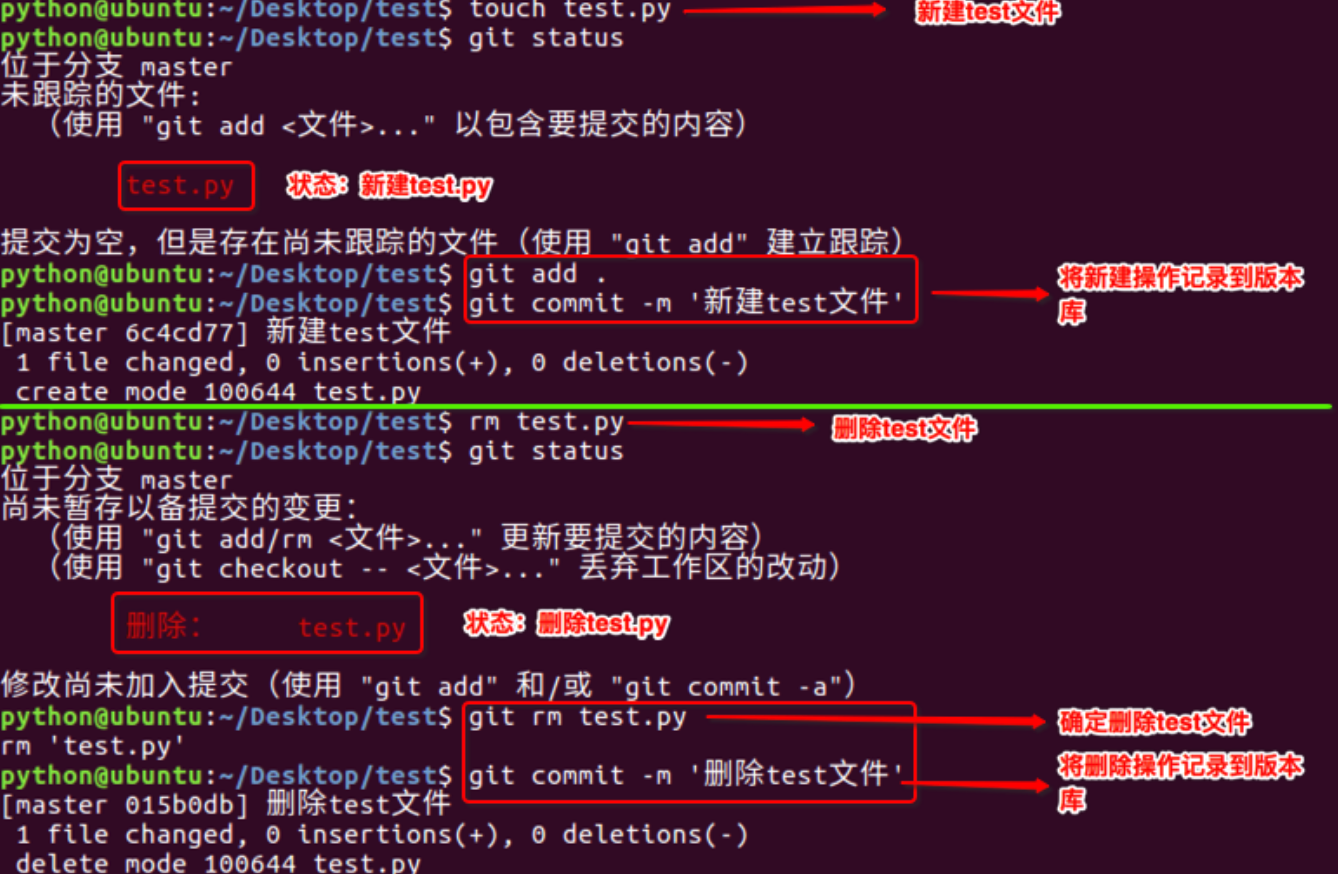 python@ubuntu:~/Desktop/test$ touch test.py 新建test文件
python@ubuntu:~/Desktop/test$ git status
位于分支 master
未跟踪的文件:
（使用 "git add <文件>..." 以包含要提交的内容）
test.py 状态：新建test.py
提交为空，但是存在尚未跟踪的文件（使用 "git add" 建立跟踪）
python@ubuntu:~/Desktop/test$ git add .
将新建操作记录到版本
库
python@ubuntu:~/Desktop/test$ git commit -m '新建test文件'
[master 6c4cd77] 新建test文件
1 file changed, 0 insertions(+), 0 deletions(-)
create mode 100644 test.py
python@ubuntu:~/Desktop/test$ rm test.py 删除test文件
python@ubuntu:~/Desktop/test$ git status
位于分支 master
尚未暂存以备提交的变更：
（使用 "git add/rm <文件>..." 更新要提交的内容）
（使用 "git checkout -- <文件>..." 丢弃工作区的改动）
删除： test.py 状态：删除test.py
修改尚未加入提交（使用 "git add" 和/或 "git commit -a"）
python@ubuntu:~/Desktop/test$ git rm test.py 确定删除test文件
rm 'test.py'
python@ubuntu:~/Desktop/test$ git commit -m '删除test文件'
将删除操作记录到版本
库
[master 015b0db] 删除test文件
1 file changed, 0 insertions(+), 0 deletions(-)
delete mode 100644 test.py